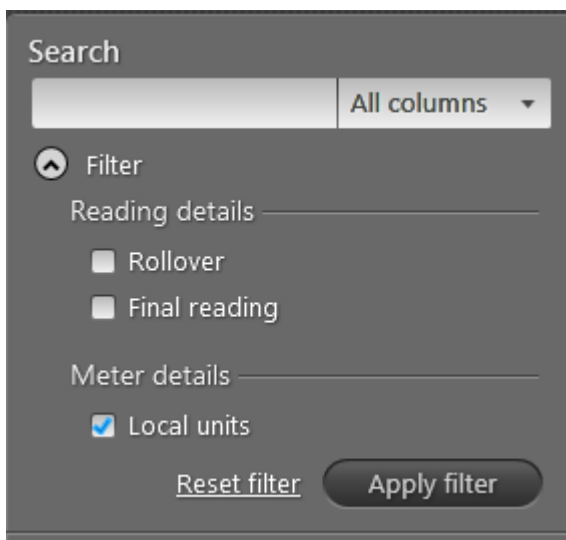 Search
All columns
Filter
Reading details
Rollover
Final reading
Meter details
Local units
Reset filter Apply filter